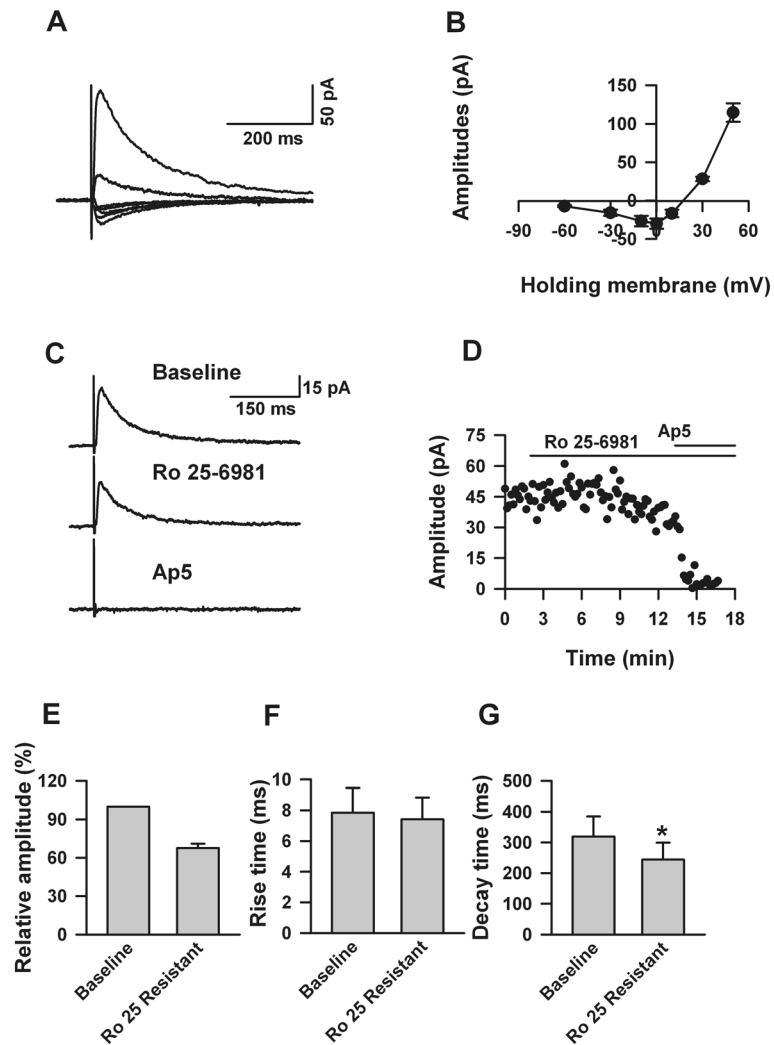 A
200 ms
50 pA
B
Amplitudes (pA)
150
100
50
0
-50
-90 -60 -30 0 30 60
Holding membrane (mV)
C
Baseline
15 pA
150 ms
Ro 25-6981
Ap5
D
Amplitude (pA)
75
60
45
30
15
0
Ap5
Ro 25-6981
0 3 6 9 12 15 18
Time (min)
E
Relative amplitude (%)
120
90
60
30
0
Baseline
Ro 25 Resistant
F
Rise time (ms)
10
8
6
4
2
0
Baseline
Ro 25 Resistant
G
Decay time (ms)
500
400
300
200
100
0
*
Baseline
Ro 25 Resistant